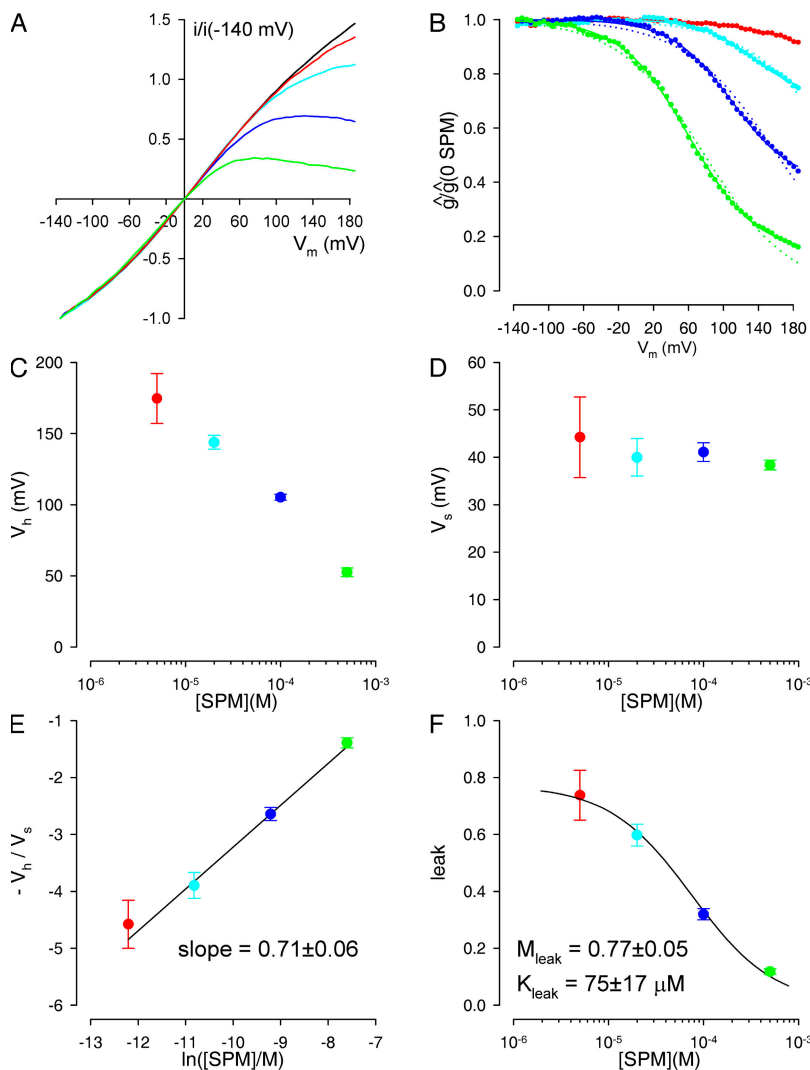 A
i/i(-140 mV)
1.5
1.0
0.5
-140 -100 -60 -20 20 60 100 140 180
V_m (mV)
-0.5
-1.0
B
ĝ/ĝ(0 SPM)
1.0
0.8
0.6
0.4
0.2
0.0
-140 -100 -60 -20 20 60 100 140 180
V_m (mV)
C
V_h (mV)
200
150
100
50
0
10^-6 10^-5 10^-4 10^-3
[SPM](M)
D
V_s (mV)
60
50
40
30
20
10
0
10^-6 10^-5 10^-4 10^-3
[SPM](M)
E
- V_h / V_s
-1
-2
-3
-4
-5
-6
slope = 0.71±0.06
-13 -12 -11 -10 -9 -8 -7
ln([SPM]/M)
F
leak
1.0
0.8
0.6
0.4
0.2
0.0
M_leak = 0.77±0.05
K_leak = 75±17 μM
10^-6 10^-5 10^-4 10^-3
[SPM](M)